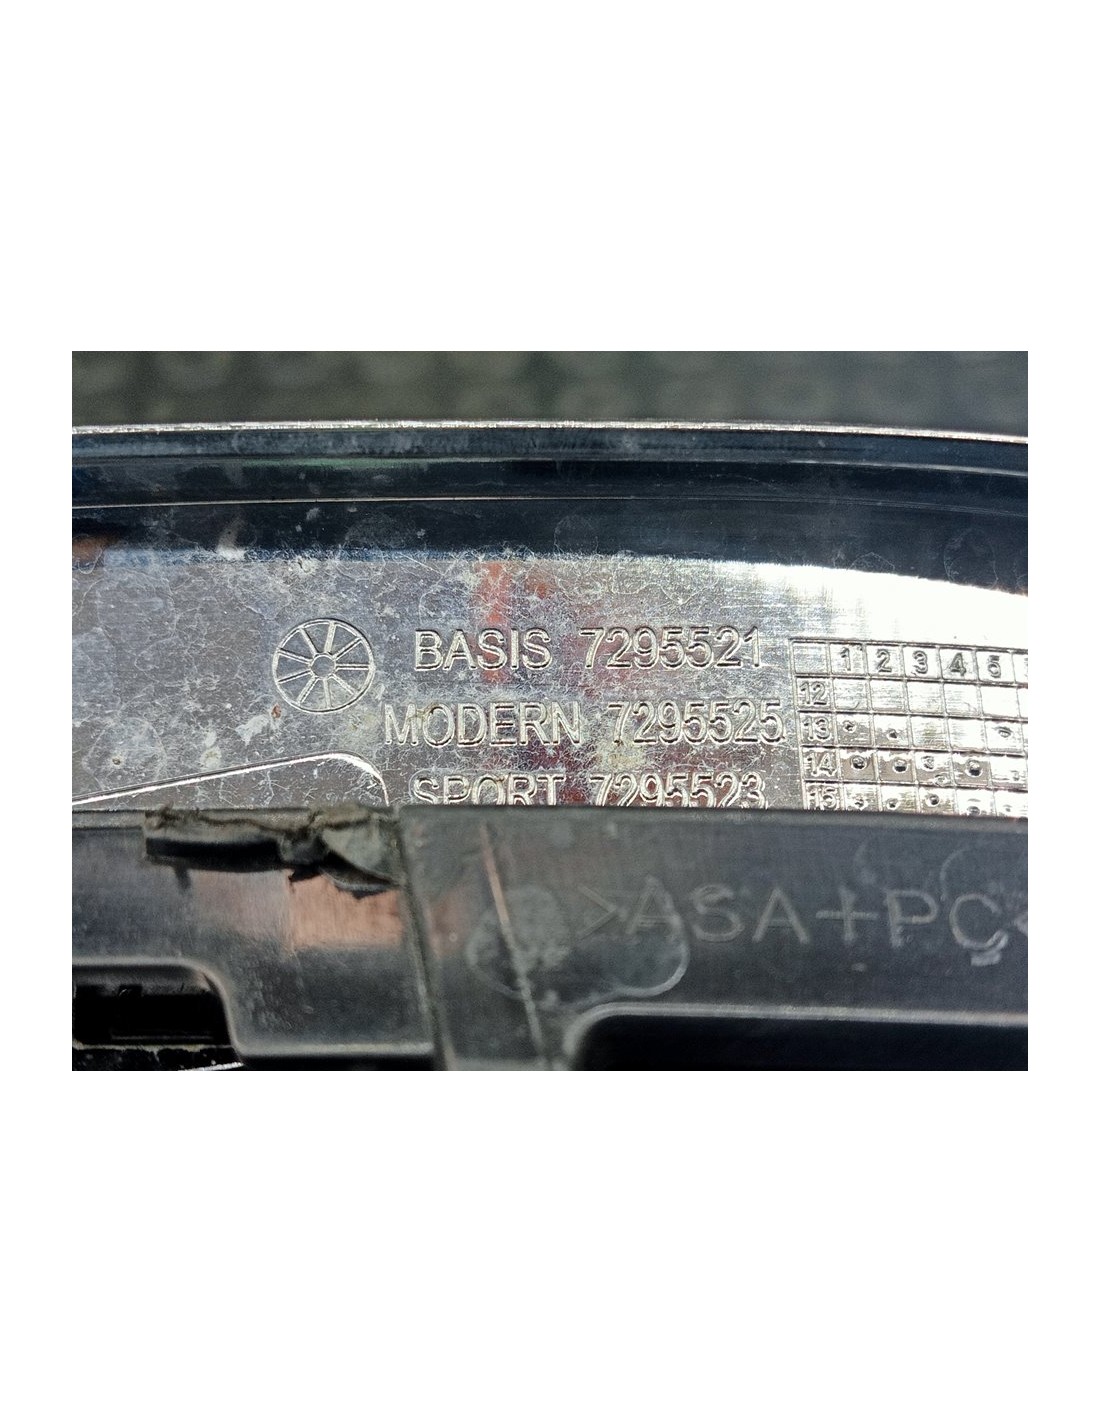 BASIS 7295521
MODERN 7295525
SPORT 7295523
1 2 3 4 5
12
13
14
15
>ASA+PC<